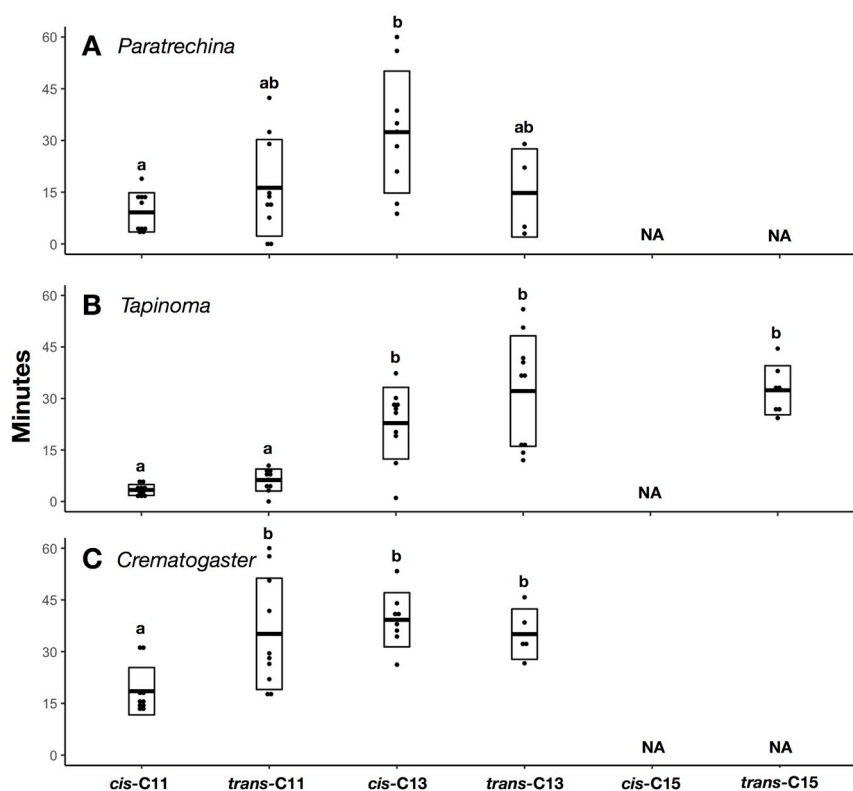 A Paratrechina
60
45
30
15
0
a
ab
b
ab
NA
NA
B Tapinoma
60
45
30
15
0
a
a
b
b
NA
b
Minutes
C Crematogaster
60
45
30
15
0
a
b
b
b
NA
NA
cis-C11 trans-C11 cis-C13 trans-C13 cis-C15 trans-C15